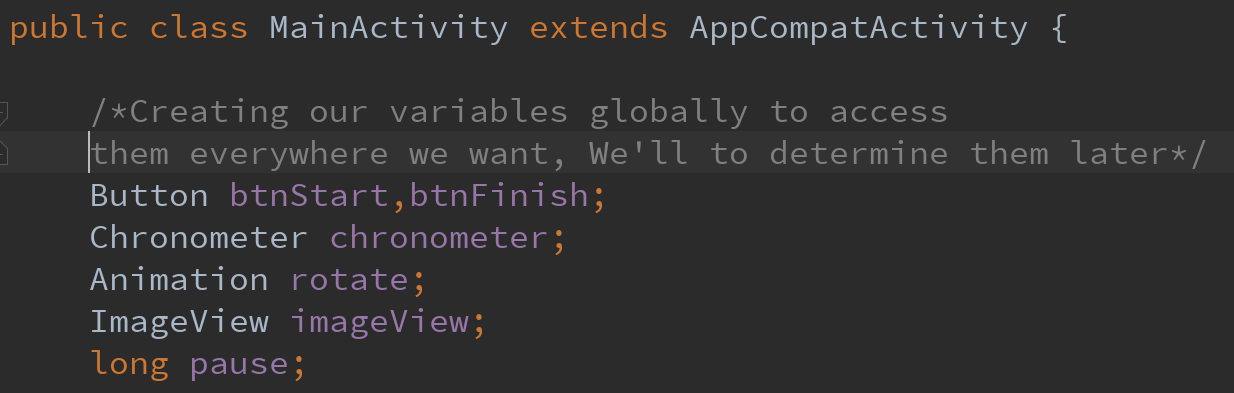 public class MainActivity extends AppCompatActivity {
/*Creating our variables globally to access
them everywhere we want, We'll to determine them later*/
Button btnStart,btnFinish;
Chronometer chronometer;
Animation rotate;
ImageView imageView;
long pause;